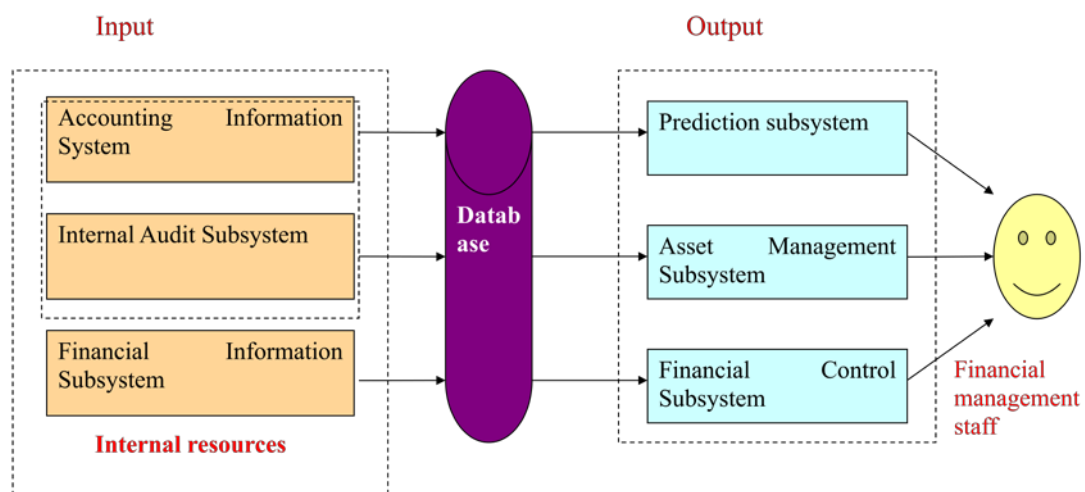 Input
Output
Accounting Information
System
Internal Audit Subsystem
Financial Information
Subsystem
Internal resources
Datab
ase
Prediction subsystem
Asset Management
Subsystem
Financial Control
Subsystem
Financial
management
staff